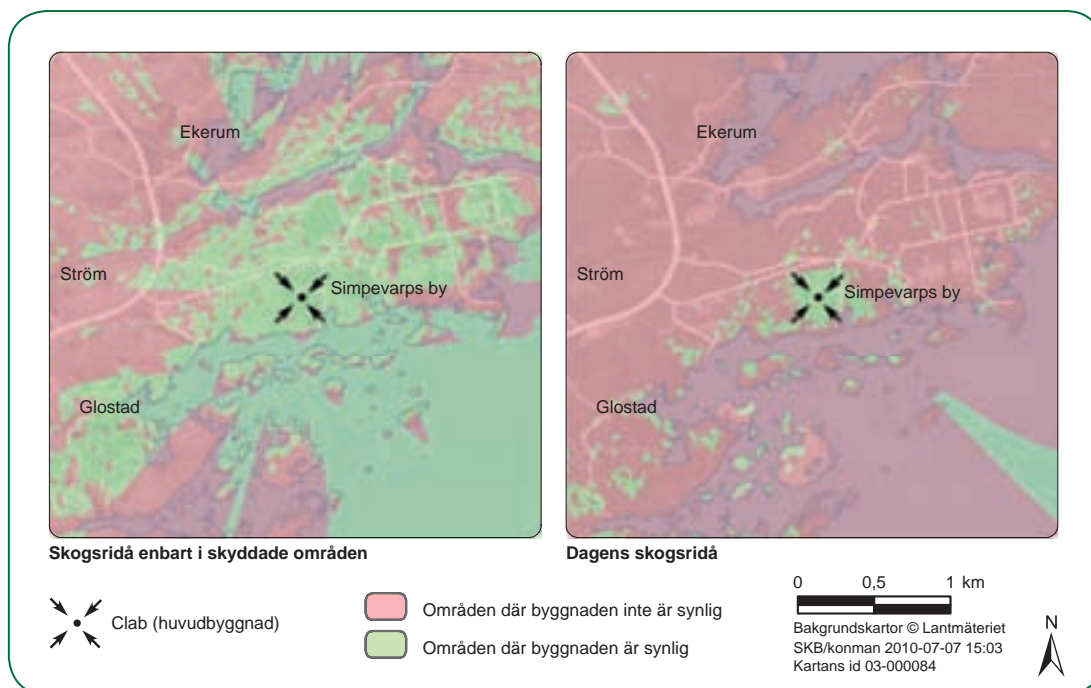 Ekerum
Ström
Simpevarps by
Glostad
Ekerum
Ström
Simpevarps by
Glostad
Skogsridå enbart i skyddade områden
Dagens skogsridå
Clab (huvudbyggnad)
Områden där byggnaden inte är synlig
Områden där byggnaden är synlig
0 0,5 1 km
Bakgrundskartor © Lantmäteriet
SKB/konman 2010-07-07 15:03
Kartans id 03-000084
N